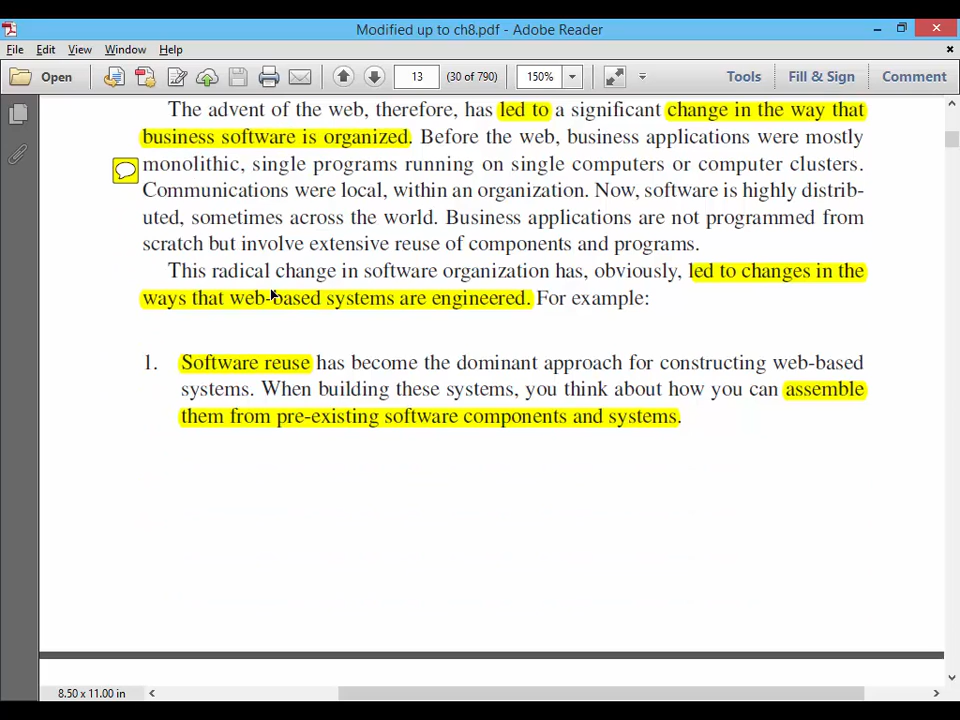 Modified up to ch8.pdf - Adobe Reader
File Edit View Window Help
Open 13 (30 of 790) 150% Tools Fill & Sign Comment
The advent of the web, therefore, has led to a significant change in the way that
business software is organized. Before the web, business applications were mostly
monolithic, single programs running on single computers or computer clusters.
Communications were local, within an organization. Now, software is highly distrib-
uted, sometimes across the world. Business applications are not programmed from
scratch but involve extensive reuse of components and programs.
This radical change in software organization has, obviously, led to changes in the
ways that web-based systems are engineered. For example:
1. Software reuse has become the dominant approach for constructing web-based
systems. When building these systems, you think about how you can assemble
them from pre-existing software components and systems.
8.50 x 11.00 in